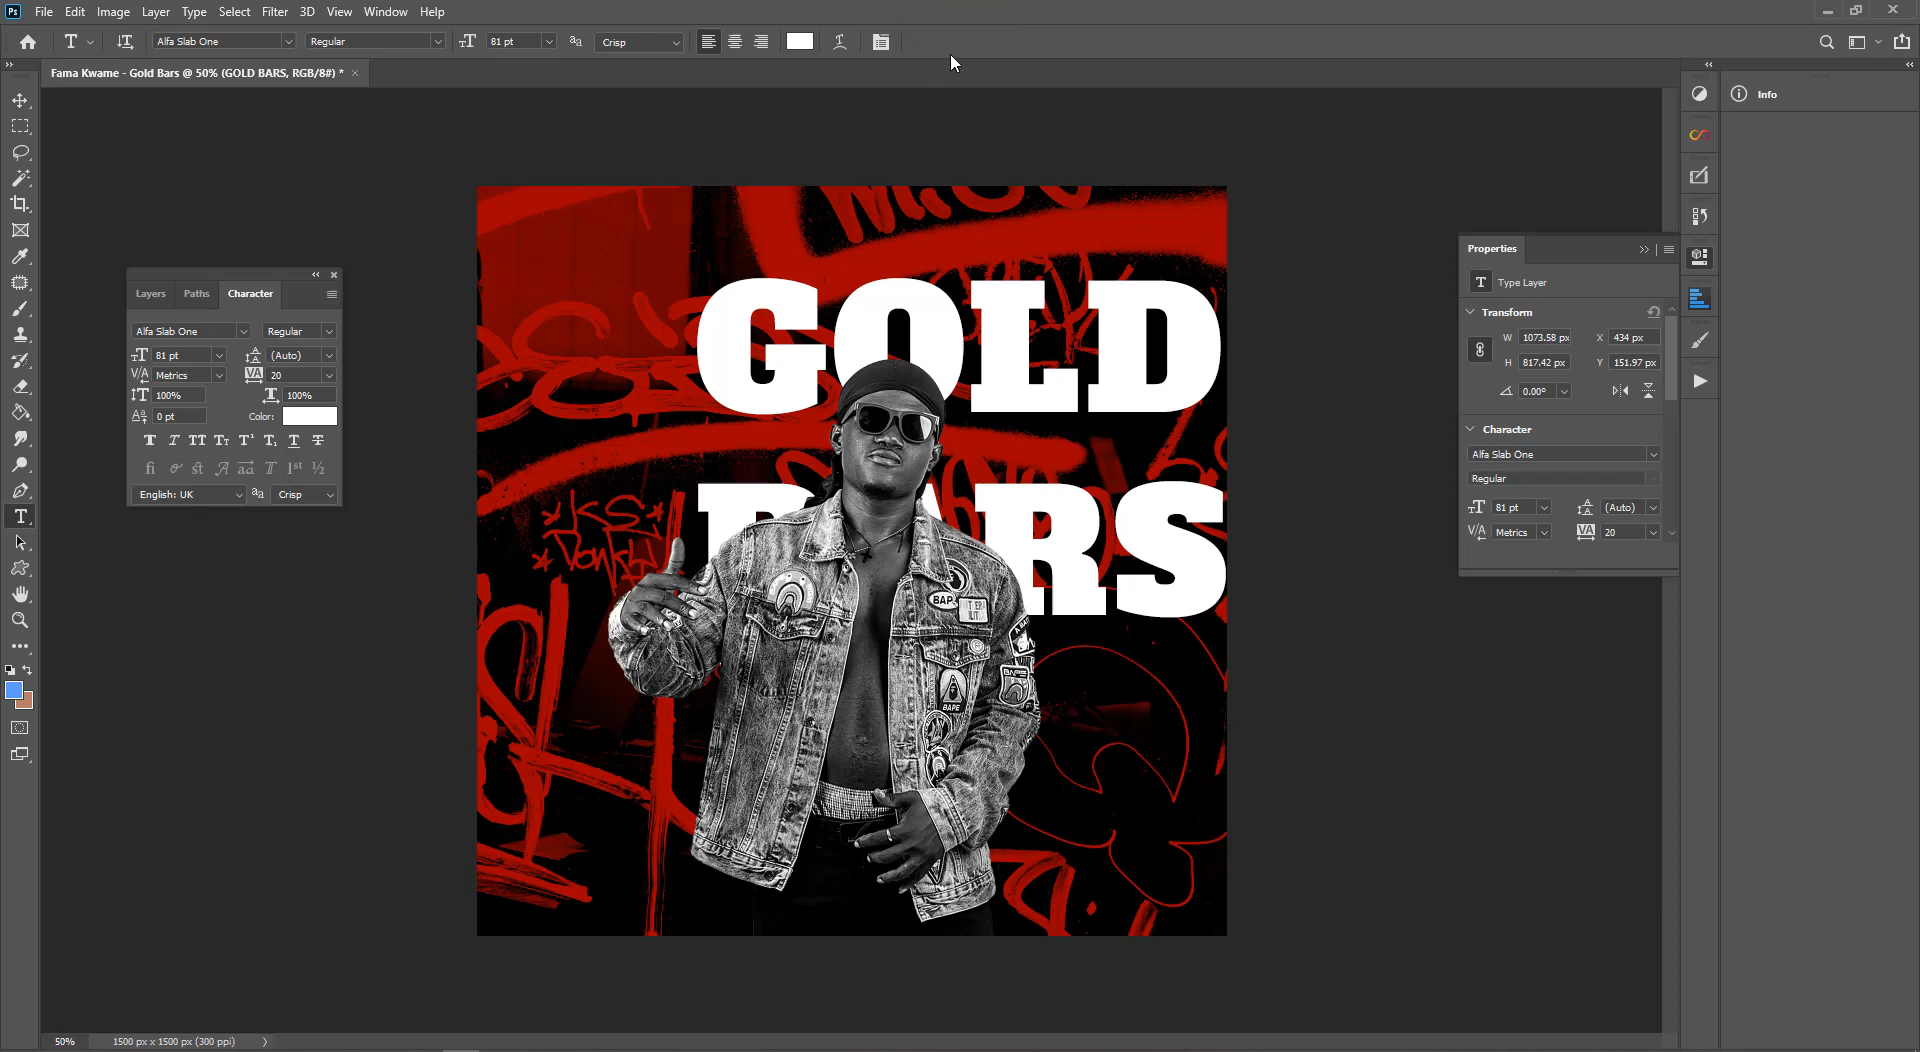 Ps File Edit Image Layer Type Select Filter 3D View Window Help
T Alfa Slab One Regular 81 pt Crisp
Fama Kwame - Gold Bars @ 50% (GOLD BARS, RGB/8#) *
Info
GOLD
BARS
KS
BAPE
BAPE
Layers Paths Character
Alfa Slab One Regular
81 pt (Auto)
Metrics 20
100% 100%
0 pt Color:
English: UK Crisp
Properties
Type Layer
Transform
W 1073.58 px X 434 px
H 817.42 px Y 151.97 px
0.00°
Character
Alfa Slab One
Regular
81 pt (Auto)
Metrics 20
50% 1500 px x 1500 px (300 ppi)